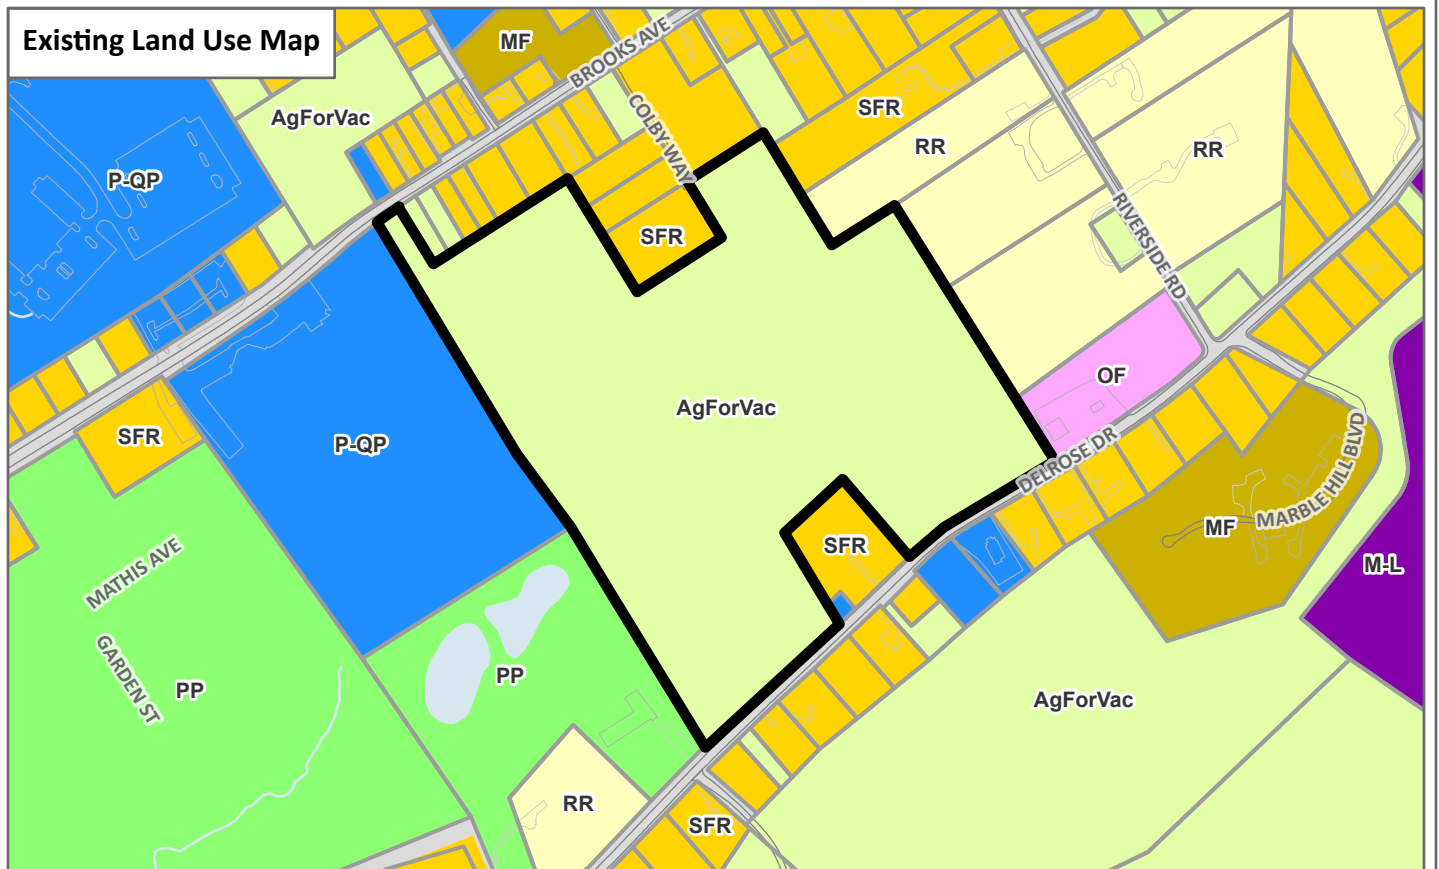 Existing Land Use Map
MF
BROOKS AVE
AgForVac
COLBY WAY
SFR
RR
RR
P-QP
RIVERSIDE RD
SFR
OF
AgForVac
SFR
P-QP
DELROSE DR
MARBLE HILL BLVD
MF
SFR
M-L
MATHIS AVE
GARDEN ST
PP
PP
AgForVac
RR
SFR